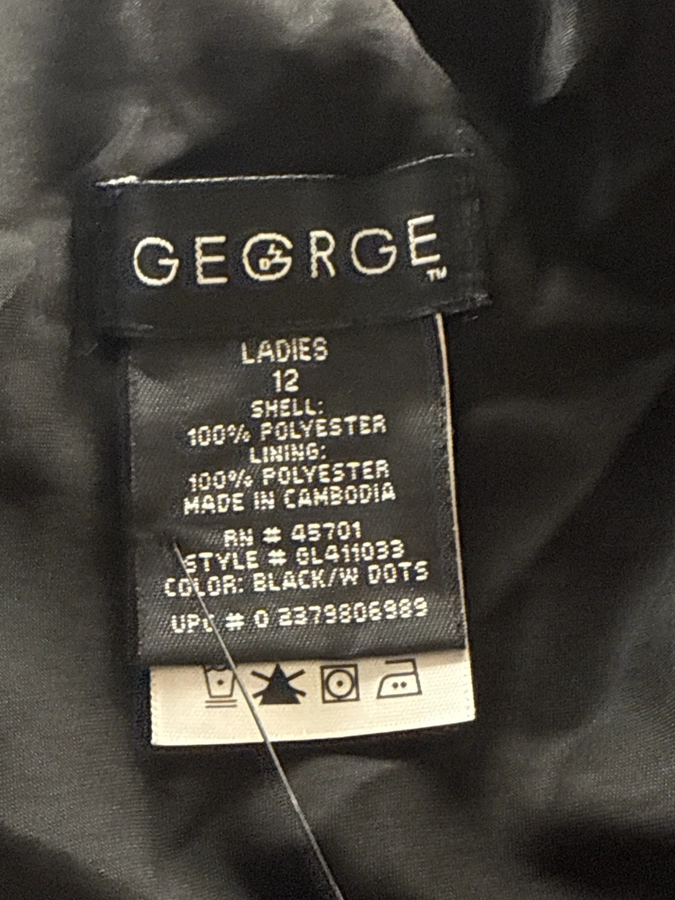 GEORGE™
LADIES
12
SHELL:
100% POLYESTER
LINING:
100% POLYESTER
MADE IN CAMBODIA
RN # 45701
STYLE # GL411033
COLOR: BLACK/W DOTS
UPC # 0 2379806989